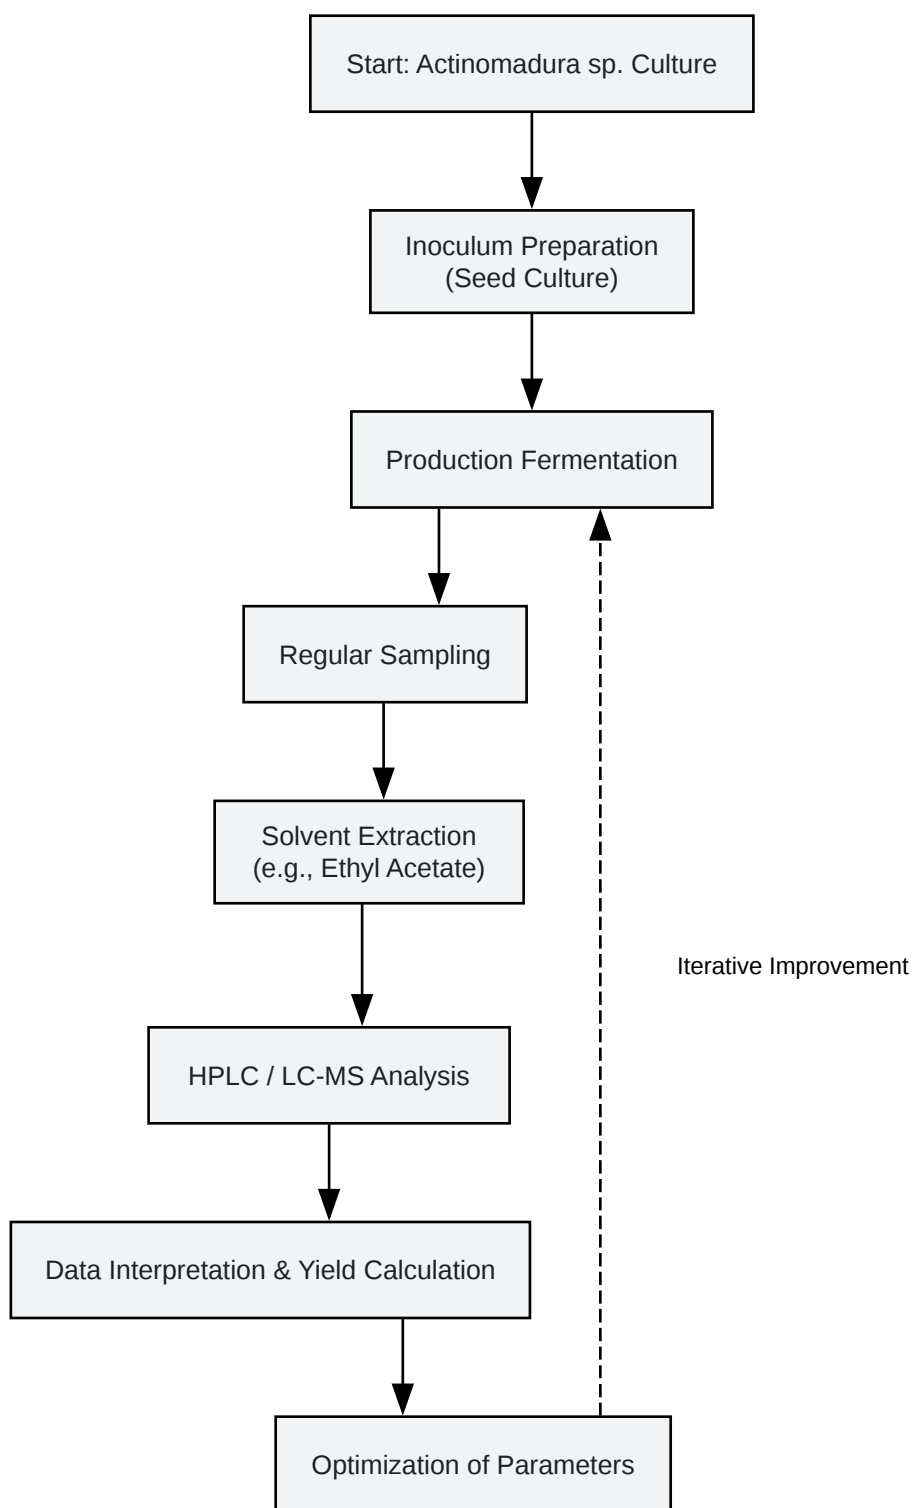 Start: Actinomadura sp. Culture
Inoculum Preparation
(Seed Culture)
Production Fermentation
Regular Sampling
Solvent Extraction
(e.g., Ethyl Acetate)
Iterative Improvement
HPLC / LC-MS Analysis
Data Interpretation & Yield Calculation
Optimization of Parameters